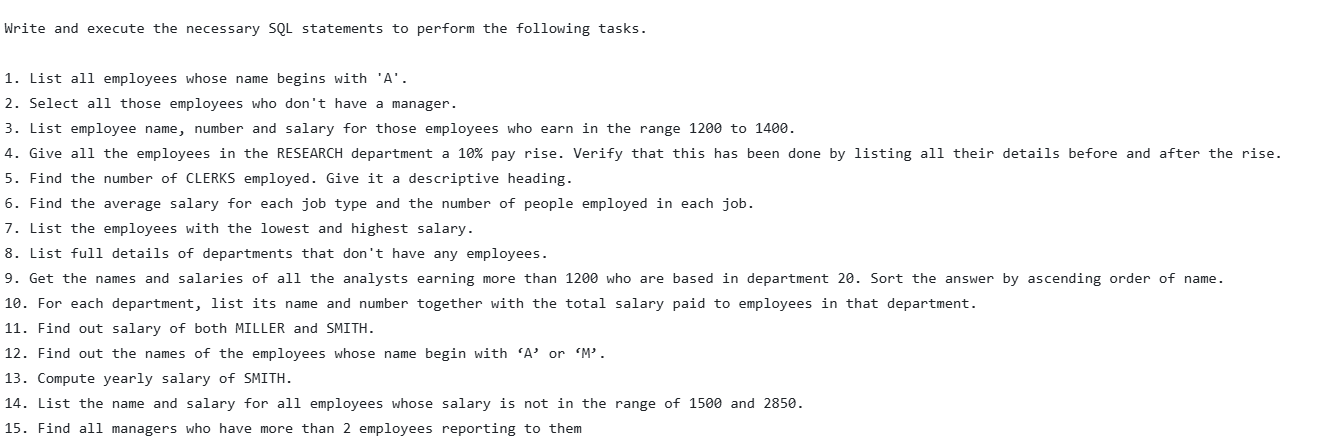 Write and execute the necessary SQL statements to perform the following tasks.
1. List all employees whose name begins with 'A'.
2. Select all those employees who don't have a manager.
3. List employee name, number and salary for those employees who earn in the range 1200 to 1400.
4. Give all the employees in the RESEARCH department a 10% pay rise. Verify that this has been done by listing all their details before and after the rise.
5. Find the number of CLERKS employed. Give it a descriptive heading.
6. Find the average salary for each job type and the number of people employed in each job.
7. List the employees with the lowest and highest salary.
8. List full details of departments that don't have any employees.
9. Get the names and salaries of all the analysts earning more than 1200 who are based in department 20. Sort the answer by ascending order of name.
10. For each department, list its name and number together with the total salary paid to employees in that department.
11. Find out salary of both MILLER and SMITH.
12. Find out the names of the employees whose name begin with ‘A’ or ‘M’.
13. Compute yearly salary of SMITH.
14. List the name and salary for all employees whose salary is not in the range of 1500 and 2850.
15. Find all managers who have more than 2 employees reporting to them